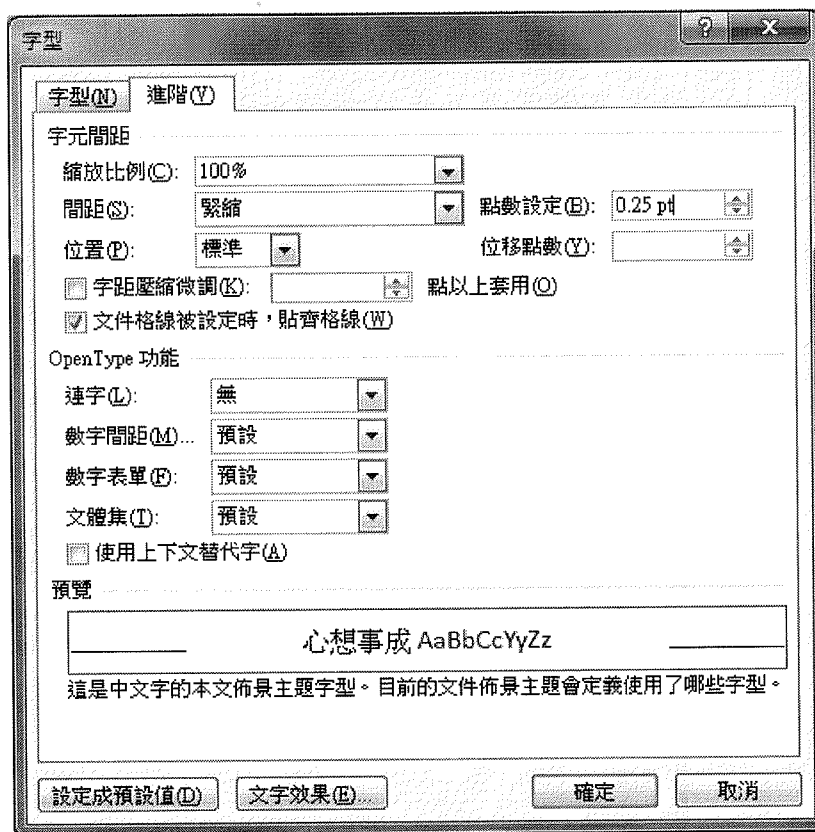 字型
? X
字型(N) 進階(V)
字元間距
縮放比例(C): 100%
間距(S): 緊縮 點數設定(B): 0.25 pt
位置(P): 標準 位移點數(Y):
字距壓縮微調(K): 點以上套用(O)
文件格線被設定時，貼齊格線(W)
OpenType 功能
連字(L): 無
數字間距(M)... 預設
數字表單(F): 預設
文體集(T): 預設
使用上下文替代字(A)
預覽
心想事成 AaBbCcYyZz
這是中文字的本文佈景主題字型。目前的文件佈景主題會定義使用了哪些字型。
設定成預設值(D) 文字效果(E)... 確定 取消